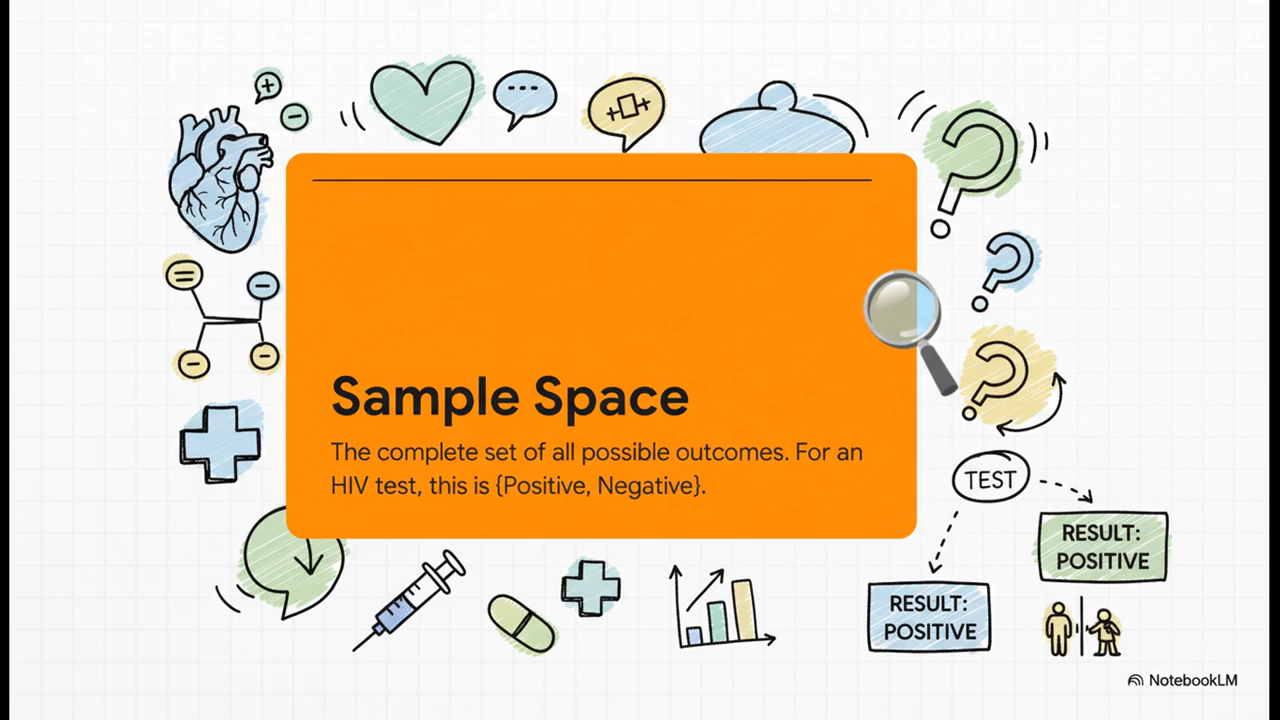 Sample Space
The complete set of all possible outcomes. For an
HIV test, this is {Positive, Negative}.
TEST
RESULT:
POSITIVE
RESULT:
POSITIVE
NotebookLM